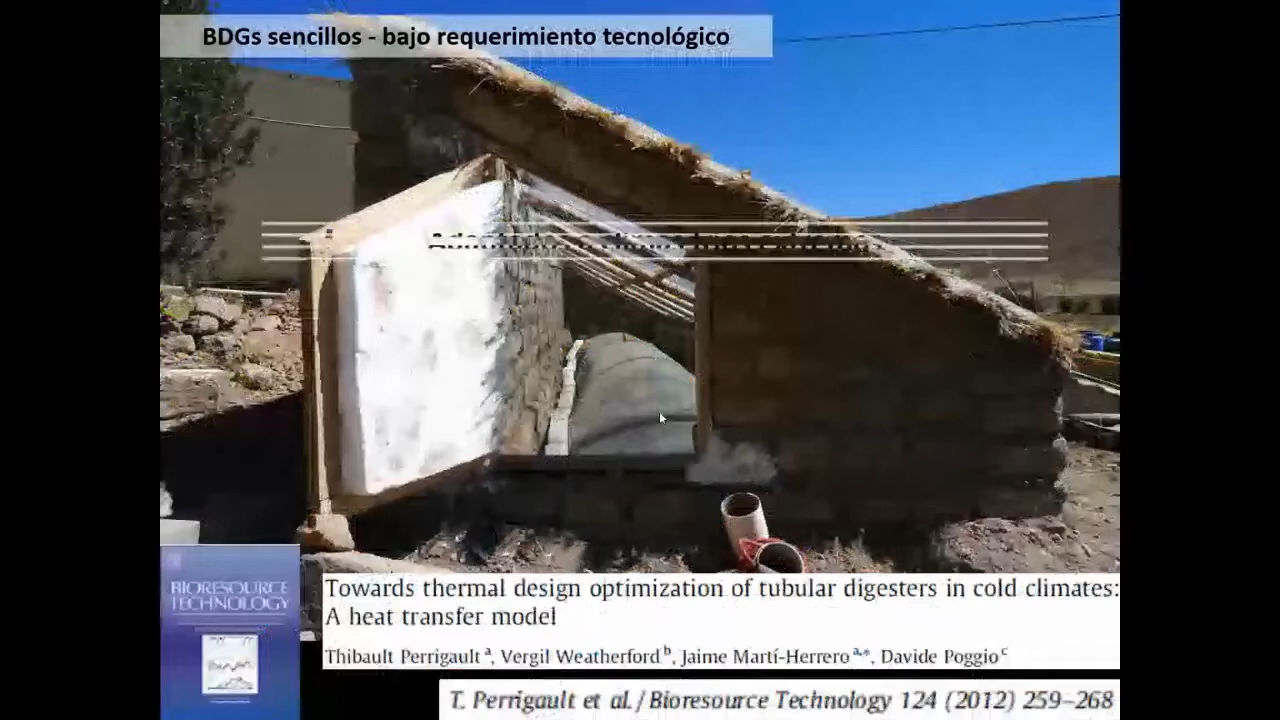 BDGs sencillos - bajo requerimiento tecnológico
BIORESOURCE
TECHNOLOGY
Towards thermal design optimization of tubular digesters in cold climates:
A heat transfer model
Thibault Perrigault ᵃ, Vergil Weatherford ᵇ, Jaime Martí-Herrero ᵃ,*, Davide Poggio ᶜ
T. Perrigault et al. / Bioresource Technology 124 (2012) 259–268